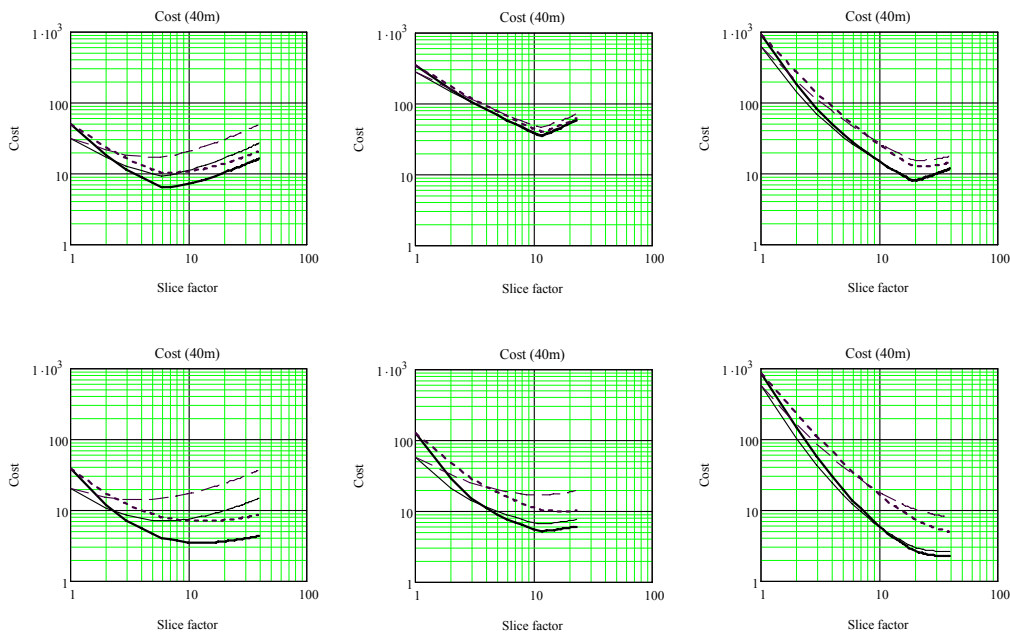 Cost (40m) Cost (40m) Cost (40m)
1·10³ 1·10³ 1·10³
100 100 100
Cost Cost Cost
10 10 10
1 1 1
1 10 100 1 10 100 1 10 100
Slice factor Slice factor Slice factor
Cost (40m) Cost (40m) Cost (40m)
1·10³ 1·10³ 1·10³
100 100 100
Cost Cost Cost
10 10 10
1 1 1
1 10 100 1 10 100 1 10 100
Slice factor Slice factor Slice factor